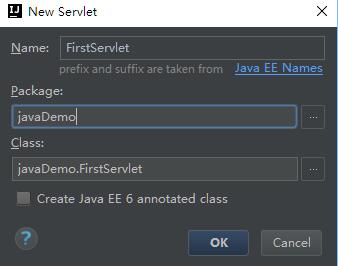 New Servlet
Name: FirstServlet
prefix and suffix are taken from Java EE Names
Package:
javaDemo
...
Class:
javaDemo.FirstServlet
...
Create Java EE 6 annotated class
? OK Cancel